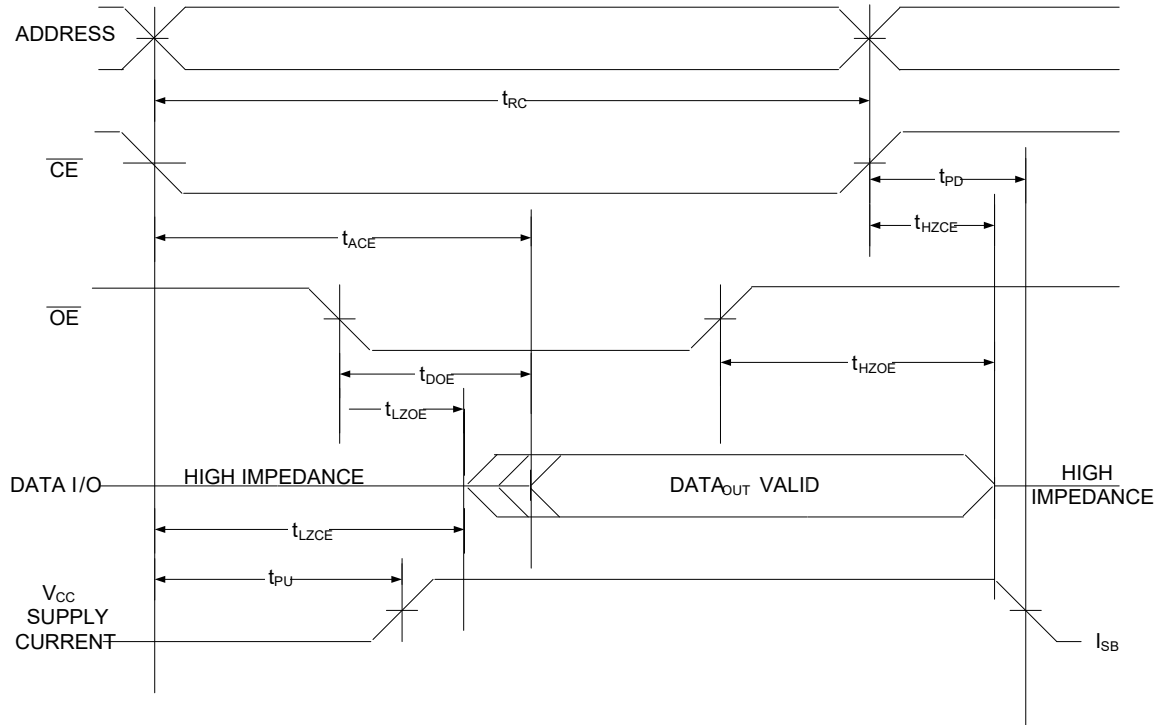 ADDRESS
tRC
CE
tPD
tHZCE
tACE
OE
tHZOE
tDOE
tLZOE
HIGH IMPEDANCE
DATA I/O
DATAOUT VALID
HIGH
IMPEDANCE
tLZCE
tPU
VCC
SUPPLY
CURRENT
ISB